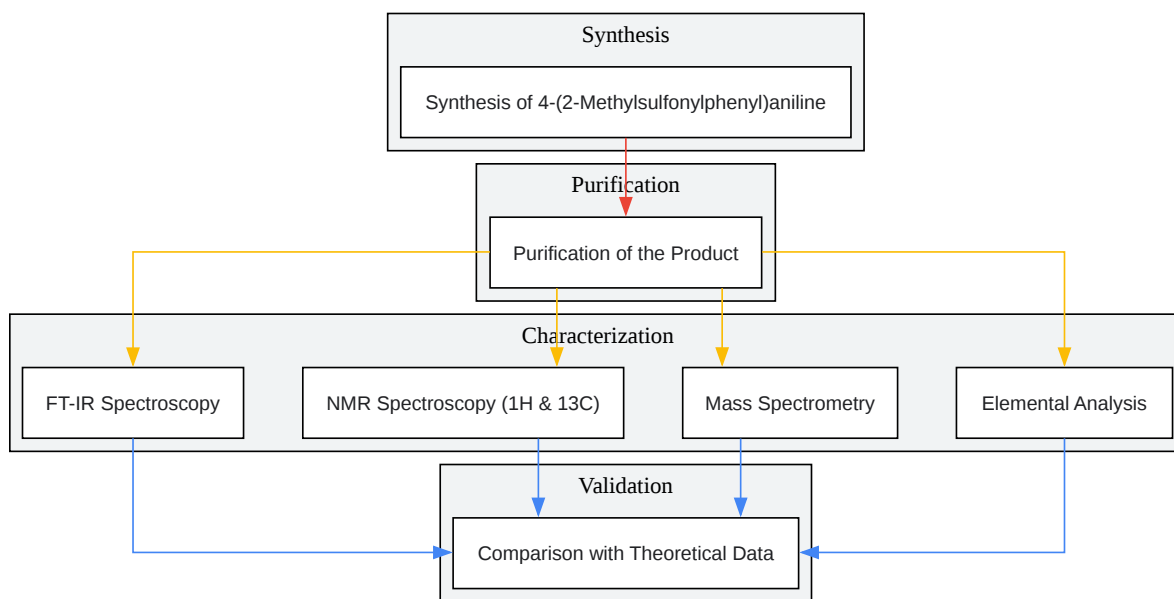 Synthesis
Synthesis of 4-(2-Methylsulfonylphenyl)aniline
Purification
Purification of the Product
Characterization
FT-IR Spectroscopy
NMR Spectroscopy (1H & 13C)
Mass Spectrometry
Elemental Analysis
Validation
Comparison with Theoretical Data